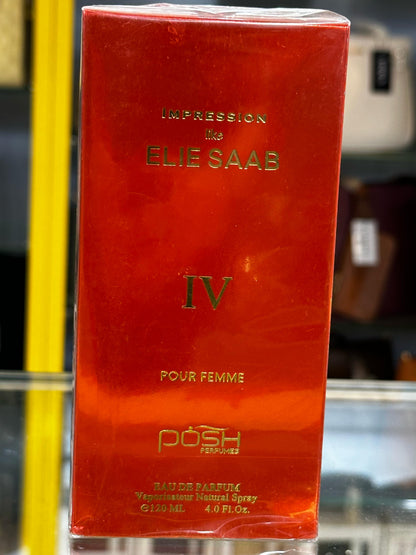 IMPRESSION
like
ELIE SAAB
IV
POUR FEMME
POSH
PERFUMES
EAU DE PARFUM
Vaporisateur Natural Spray
℮120 ML 4.0 Fl.Oz.